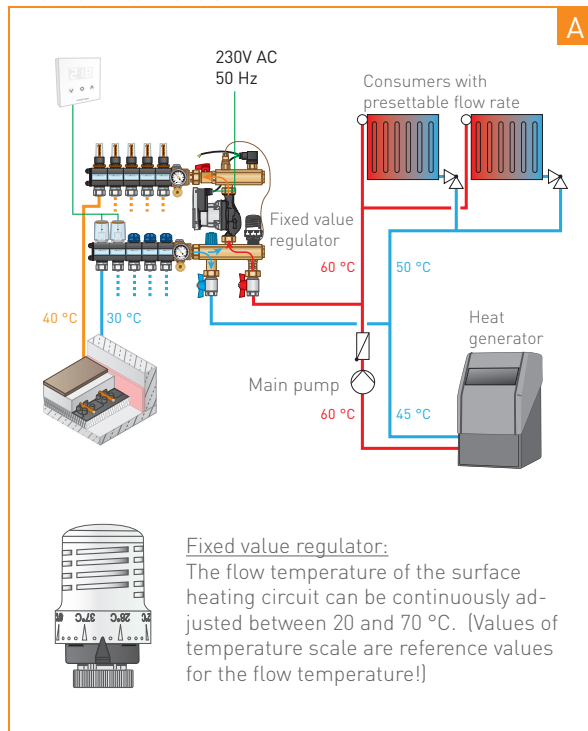 A
230V AC
50 Hz
Consumers with
presettable flow rate
Fixed value
regulator
60 °C
50 °C
40 °C
30 °C
Heat
generator
Main pump
60 °C
45 °C
Fixed value regulator:
The flow temperature of the surface
heating circuit can be continuously ad-
justed between 20 and 70 °C.  (Values of
temperature scale are reference values
for the flow temperature!)
37°C
28°C